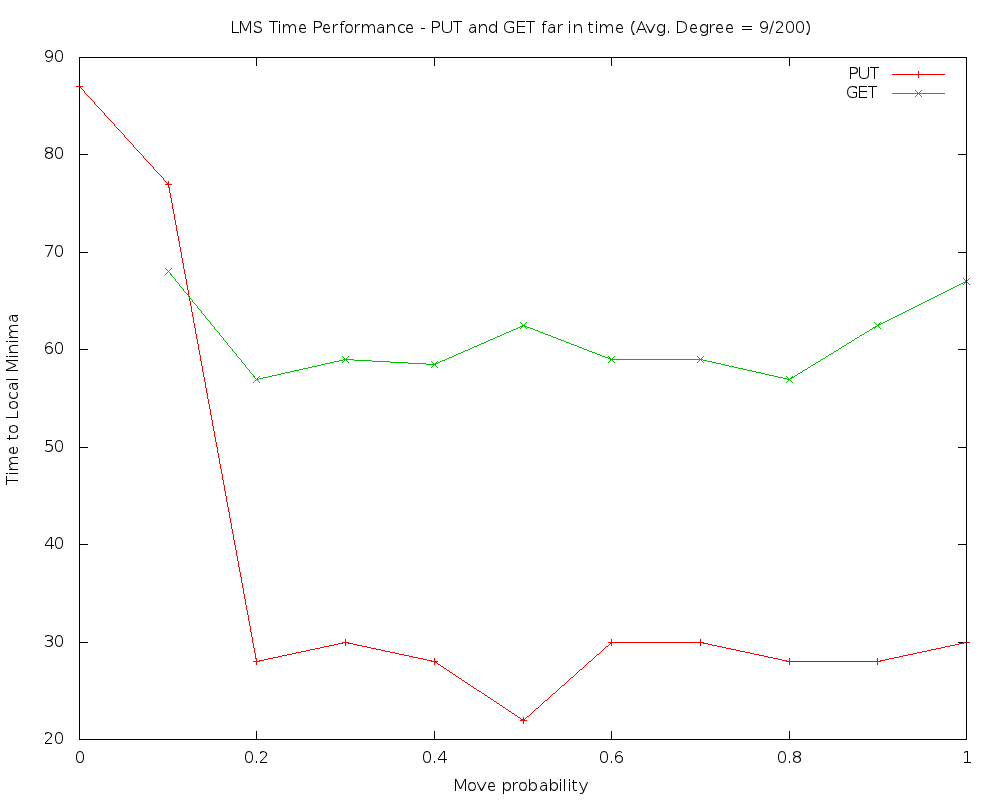 LMS Time Performance - PUT and GET far in time (Avg. Degree = 9/200)
PUT
GET
90
80
70
60
50
40
30
20
Time to Local Minima
0
0.2
0.4
0.6
0.8
1
Move probability